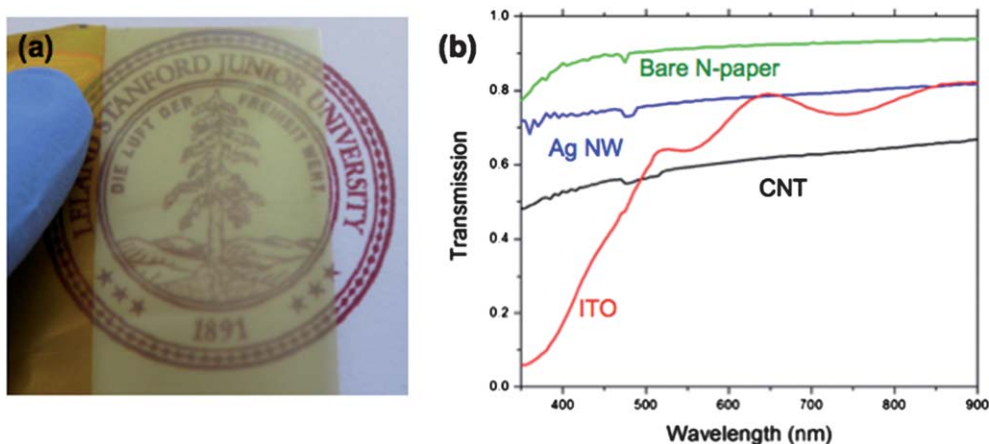 (a)
LELAND STANFORD JUNIOR UNIVERSITY
DIE LUFT DER FREIHEIT WEHT
1891
(b)
Transmission
1.0
0.8
0.6
0.4
0.2
0.0
Bare N-paper
Ag NW
CNT
ITO
400 500 600 700 800 900
Wavelength (nm)